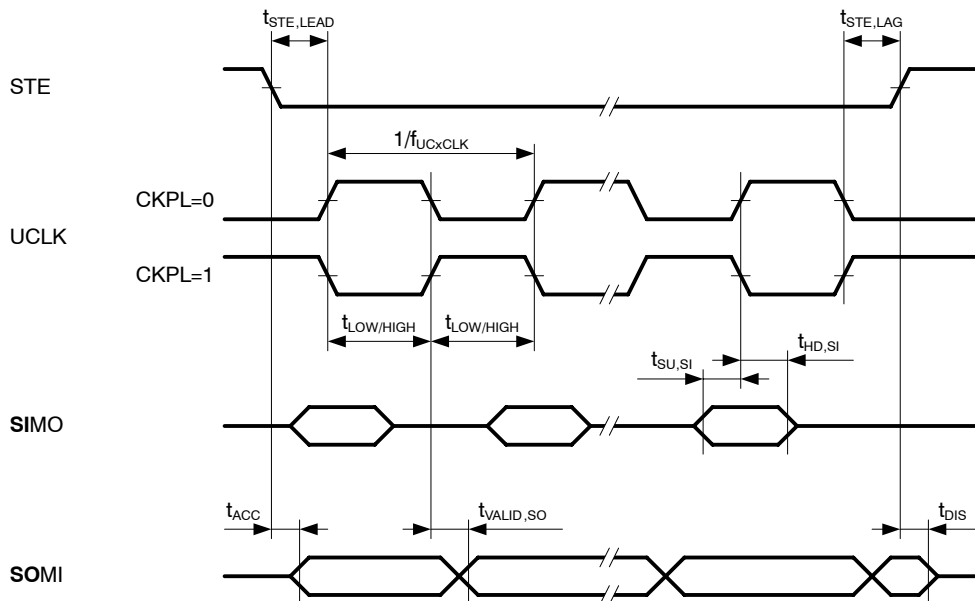 tSTE,LEAD
tSTE,LAG
STE
1/fUCxCLK
CKPL=0
UCLK
CKPL=1
tLOW/HIGH tLOW/HIGH
tHD,SI
tSU,SI
SIMO
tACC
tVALID,SO
tDIS
SOMI